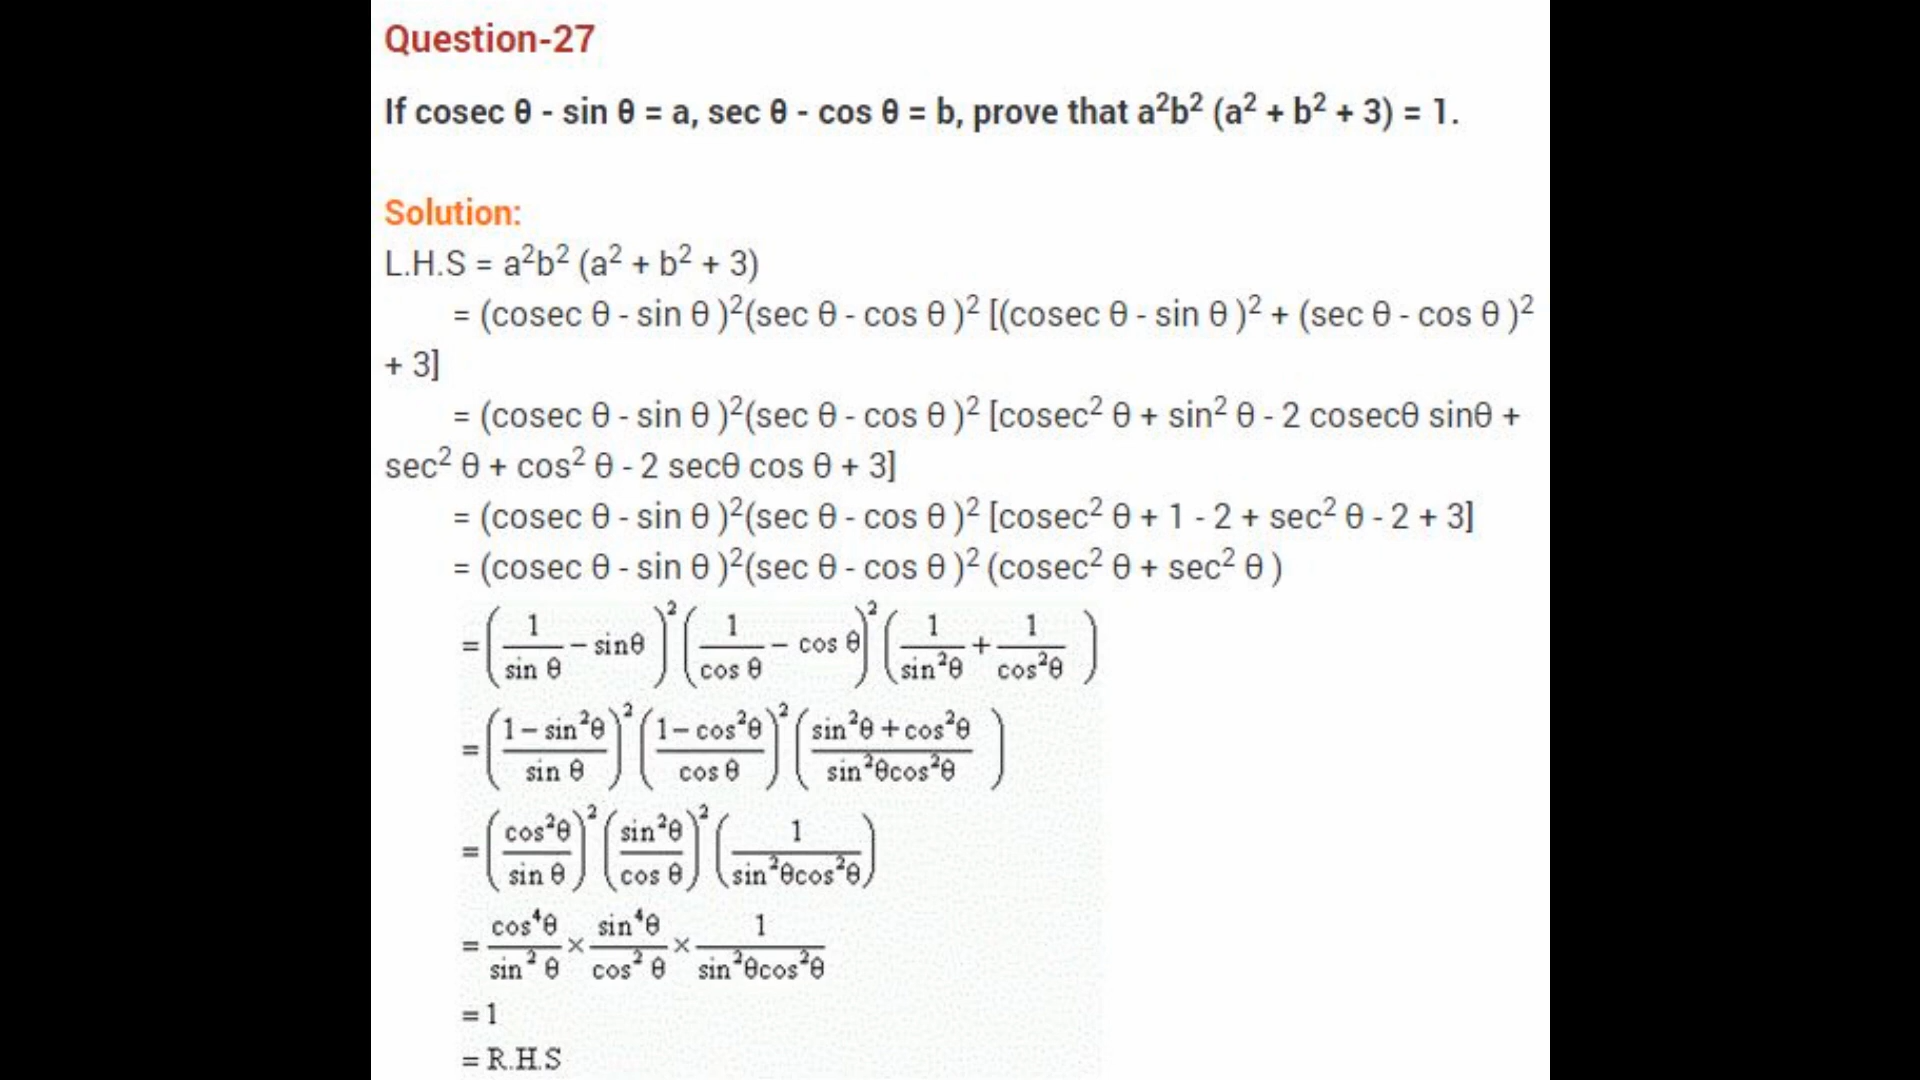 Question-27
If cosec θ - sin θ = a, sec θ - cos θ = b, prove that a²b² (a² + b² + 3) = 1.
Solution:
L.H.S = a²b² (a² + b² + 3)
= (cosec θ - sin θ )²(sec θ - cos θ )² [(cosec θ - sin θ )² + (sec θ - cos θ )²
+ 3]
= (cosec θ - sin θ )²(sec θ - cos θ )² [cosec² θ + sin² θ - 2 cosecθ sinθ +
sec² θ + cos² θ - 2 secθ cos θ + 3]
= (cosec θ - sin θ )²(sec θ - cos θ )² [cosec² θ + 1 - 2 + sec² θ - 2 + 3]
= (cosec θ - sin θ )²(sec θ - cos θ )² (cosec² θ + sec² θ )
= (1/sin θ − sinθ)² (1/cos θ − cos θ)² (1/sin²θ + 1/cos²θ)
= ((1 − sin²θ)/sin θ)² ((1 − cos²θ)/cos θ)² ((sin²θ + cos²θ)/sin²θcos²θ)
= (cos²θ/sin θ)² (sin²θ/cos θ)² (1/sin²θcos²θ)
= cos⁴θ/sin² θ × sin⁴θ/cos² θ × 1/sin²θcos²θ
= 1
= R.H.S